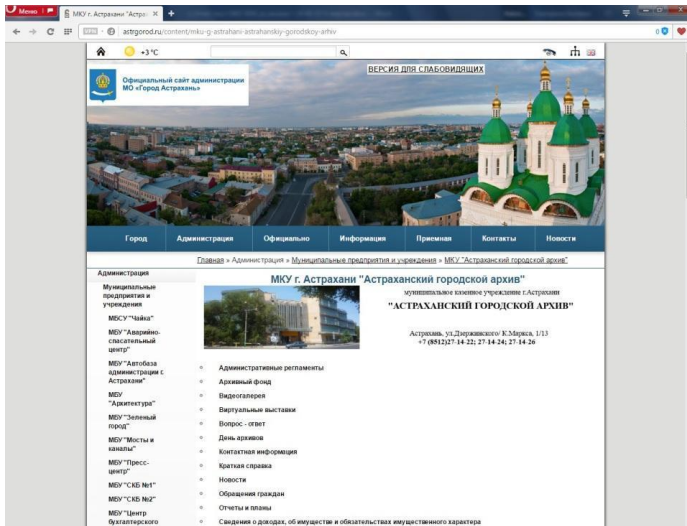 Меню
МКУ г. Астрахани "Астрах
astrgorod.ru/content/mku-g-astrahani-astrahanskiy-gorodskoy-arhiv
0
+3 °C
ВЕРСИЯ ДЛЯ СЛАБОВИДЯЩИХ
Официальный сайт администрации
МО «Город Астрахань»
Город Администрация Официально Информация Приемная Контакты Новости
Главная » Администрация » Муниципальные предприятия и учреждения » МКУ "Астраханский городской архив"
Администрация
Муниципальные
предприятия и
учреждения
МБСУ "Чайка"
МБУ "Аварийно-
спасательный
центр"
МБУ "Автобаза
администрации г.
Астрахани"
МБУ
"Архитектура"
МБУ "Зеленый
город"
МБУ "Мосты и
каналы"
МБУ "Пресс-
центр"
МБУ "СКБ №1"
МБУ "СКБ №2"
МБУ "Центр
бухгалтерского
МКУ г. Астрахани "Астраханский городской архив"
муниципальное казенное учреждение г.Астрахани
"АСТРАХАНСКИЙ ГОРОДСКОЙ АРХИВ"
Астрахань, ул.Дзержинского/ К.Маркса, 1/13
+7 (8512)27-14-22; 27-14-24; 27-14-26
Административные регламенты
Архивный фонд
Видеогалерея
Виртуальные выставки
Вопрос - ответ
День архивов
Контактная информация
Краткая справка
Новости
Обращения граждан
Отчеты и планы
Сведения о доходах, об имуществе и обязательствах имущественного характера